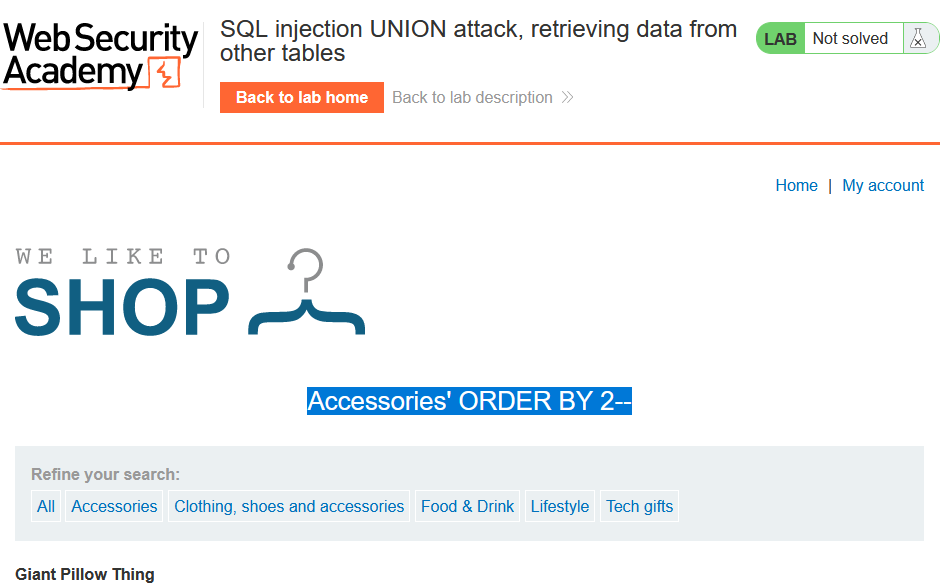 Web Security
Academy
SQL injection UNION attack, retrieving data from
other tables
LAB Not solved
Back to lab home Back to lab description
Home | My account
WE LIKE TO
SHOP
Accessories' ORDER BY 2--
Refine your search:
All Accessories Clothing, shoes and accessories Food & Drink Lifestyle Tech gifts
Giant Pillow Thing